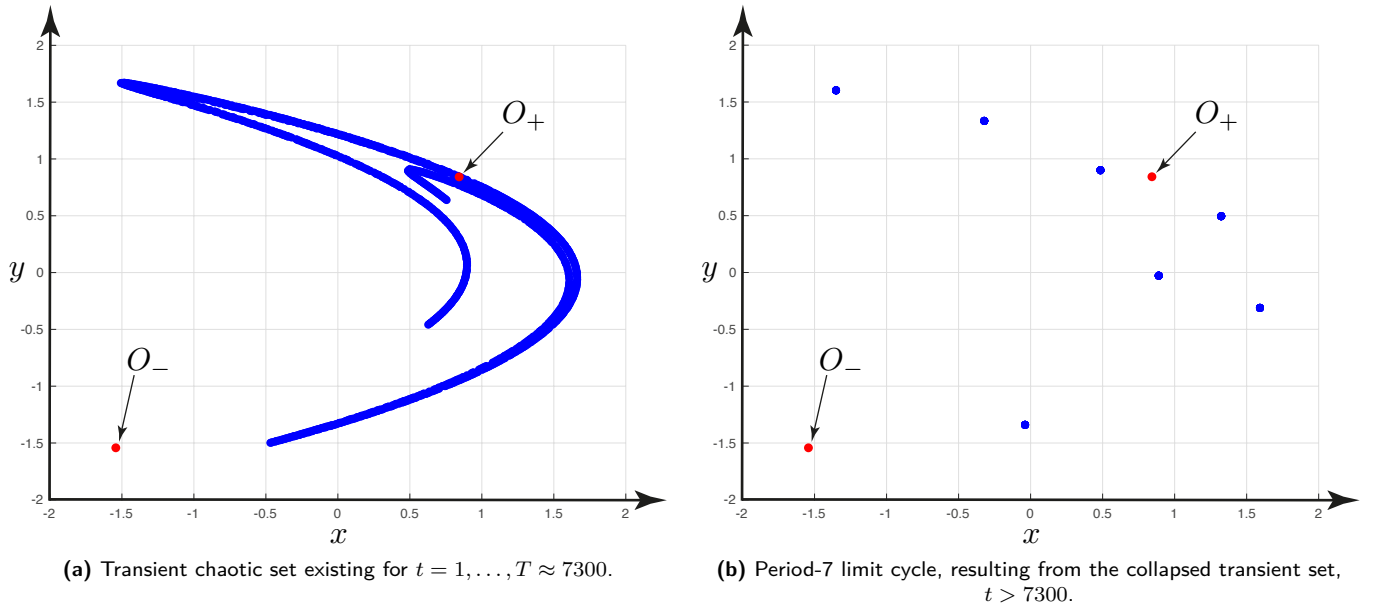 2
1.5
1
0.5
0
-0.5
-1
-1.5
-2
y
-2 -1.5 -1 -0.5 0 0.5 1 1.5 2
x
O₊
O₋
(a) Transient chaotic set existing for t = 1, . . . , T ≈ 7300.
2
1.5
1
0.5
0
-0.5
-1
-1.5
-2
y
-2 -1.5 -1 -0.5 0 0.5 1 1.5 2
x
O₊
O₋
(b) Period-7 limit cycle, resulting from the collapsed transient set,
t > 7300.